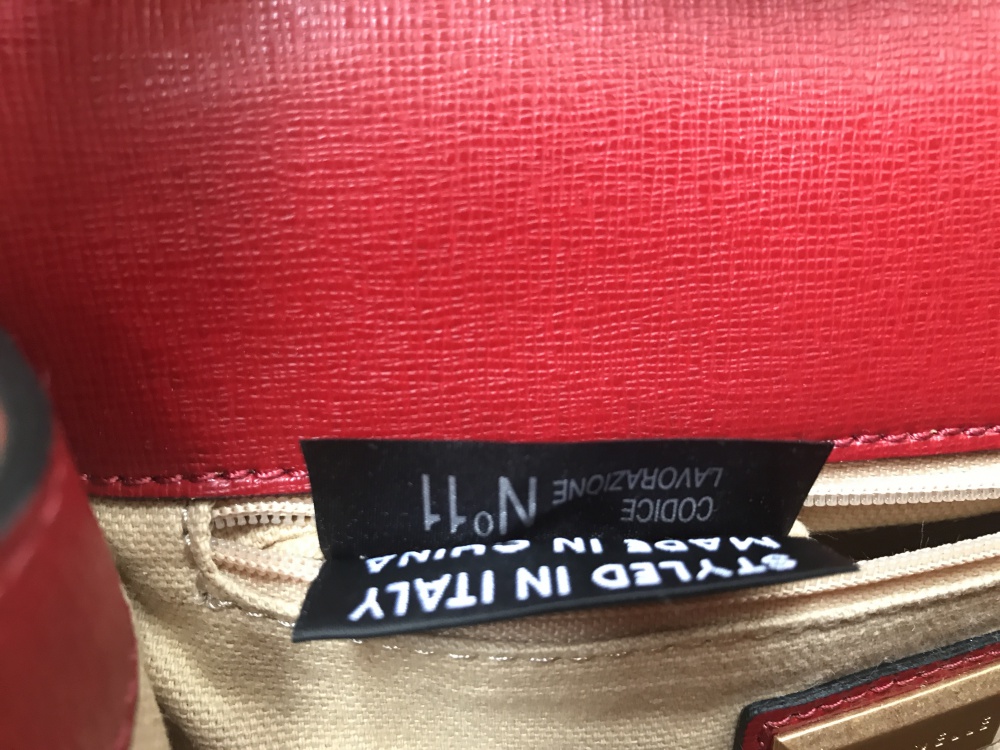 CODICE
LAVORAZIONE
N°11
STYLED IN ITALY
MADE IN CHINA